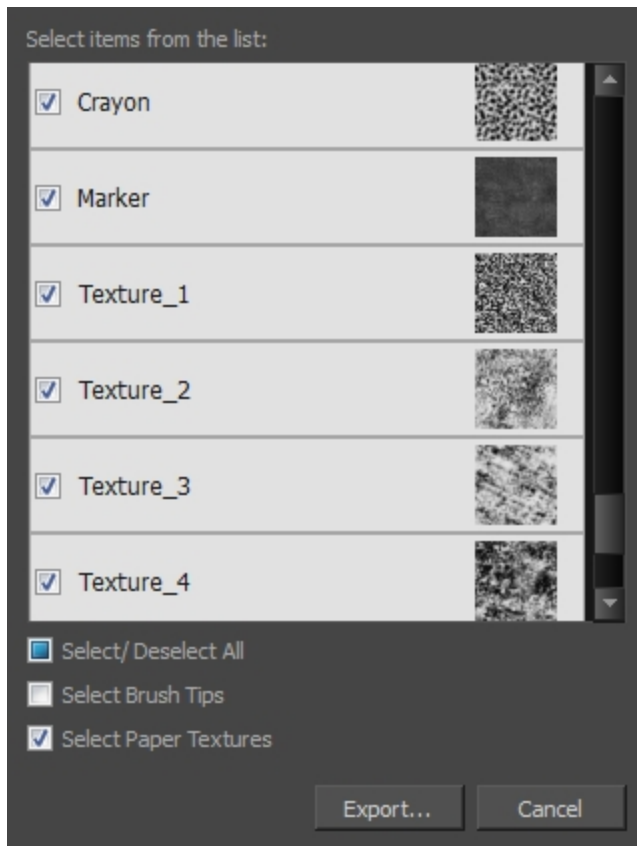 Select items from the list:
Crayon
Marker
Texture_1
Texture_2
Texture_3
Texture_4
Select/ Deselect All
Select Brush Tips
Select Paper Textures
Export... Cancel